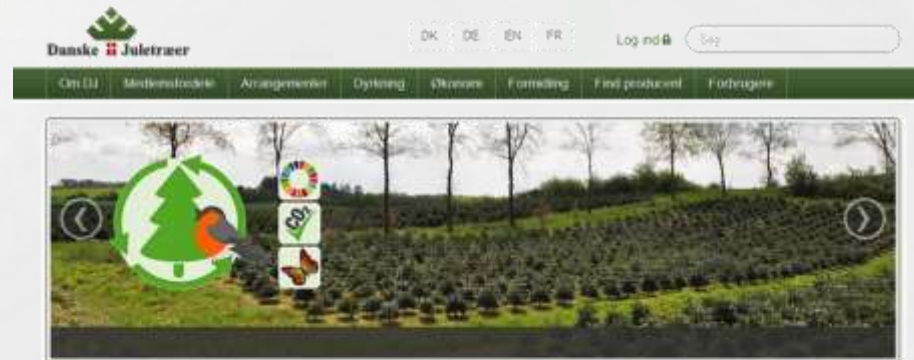 DK DE EN FR
Log ind
Søg
Danske Juletræer
Om DJ Medlemsfordele Arrangementer Dyrkning Økonomi Formidling Find producent Forbrugere
CO2